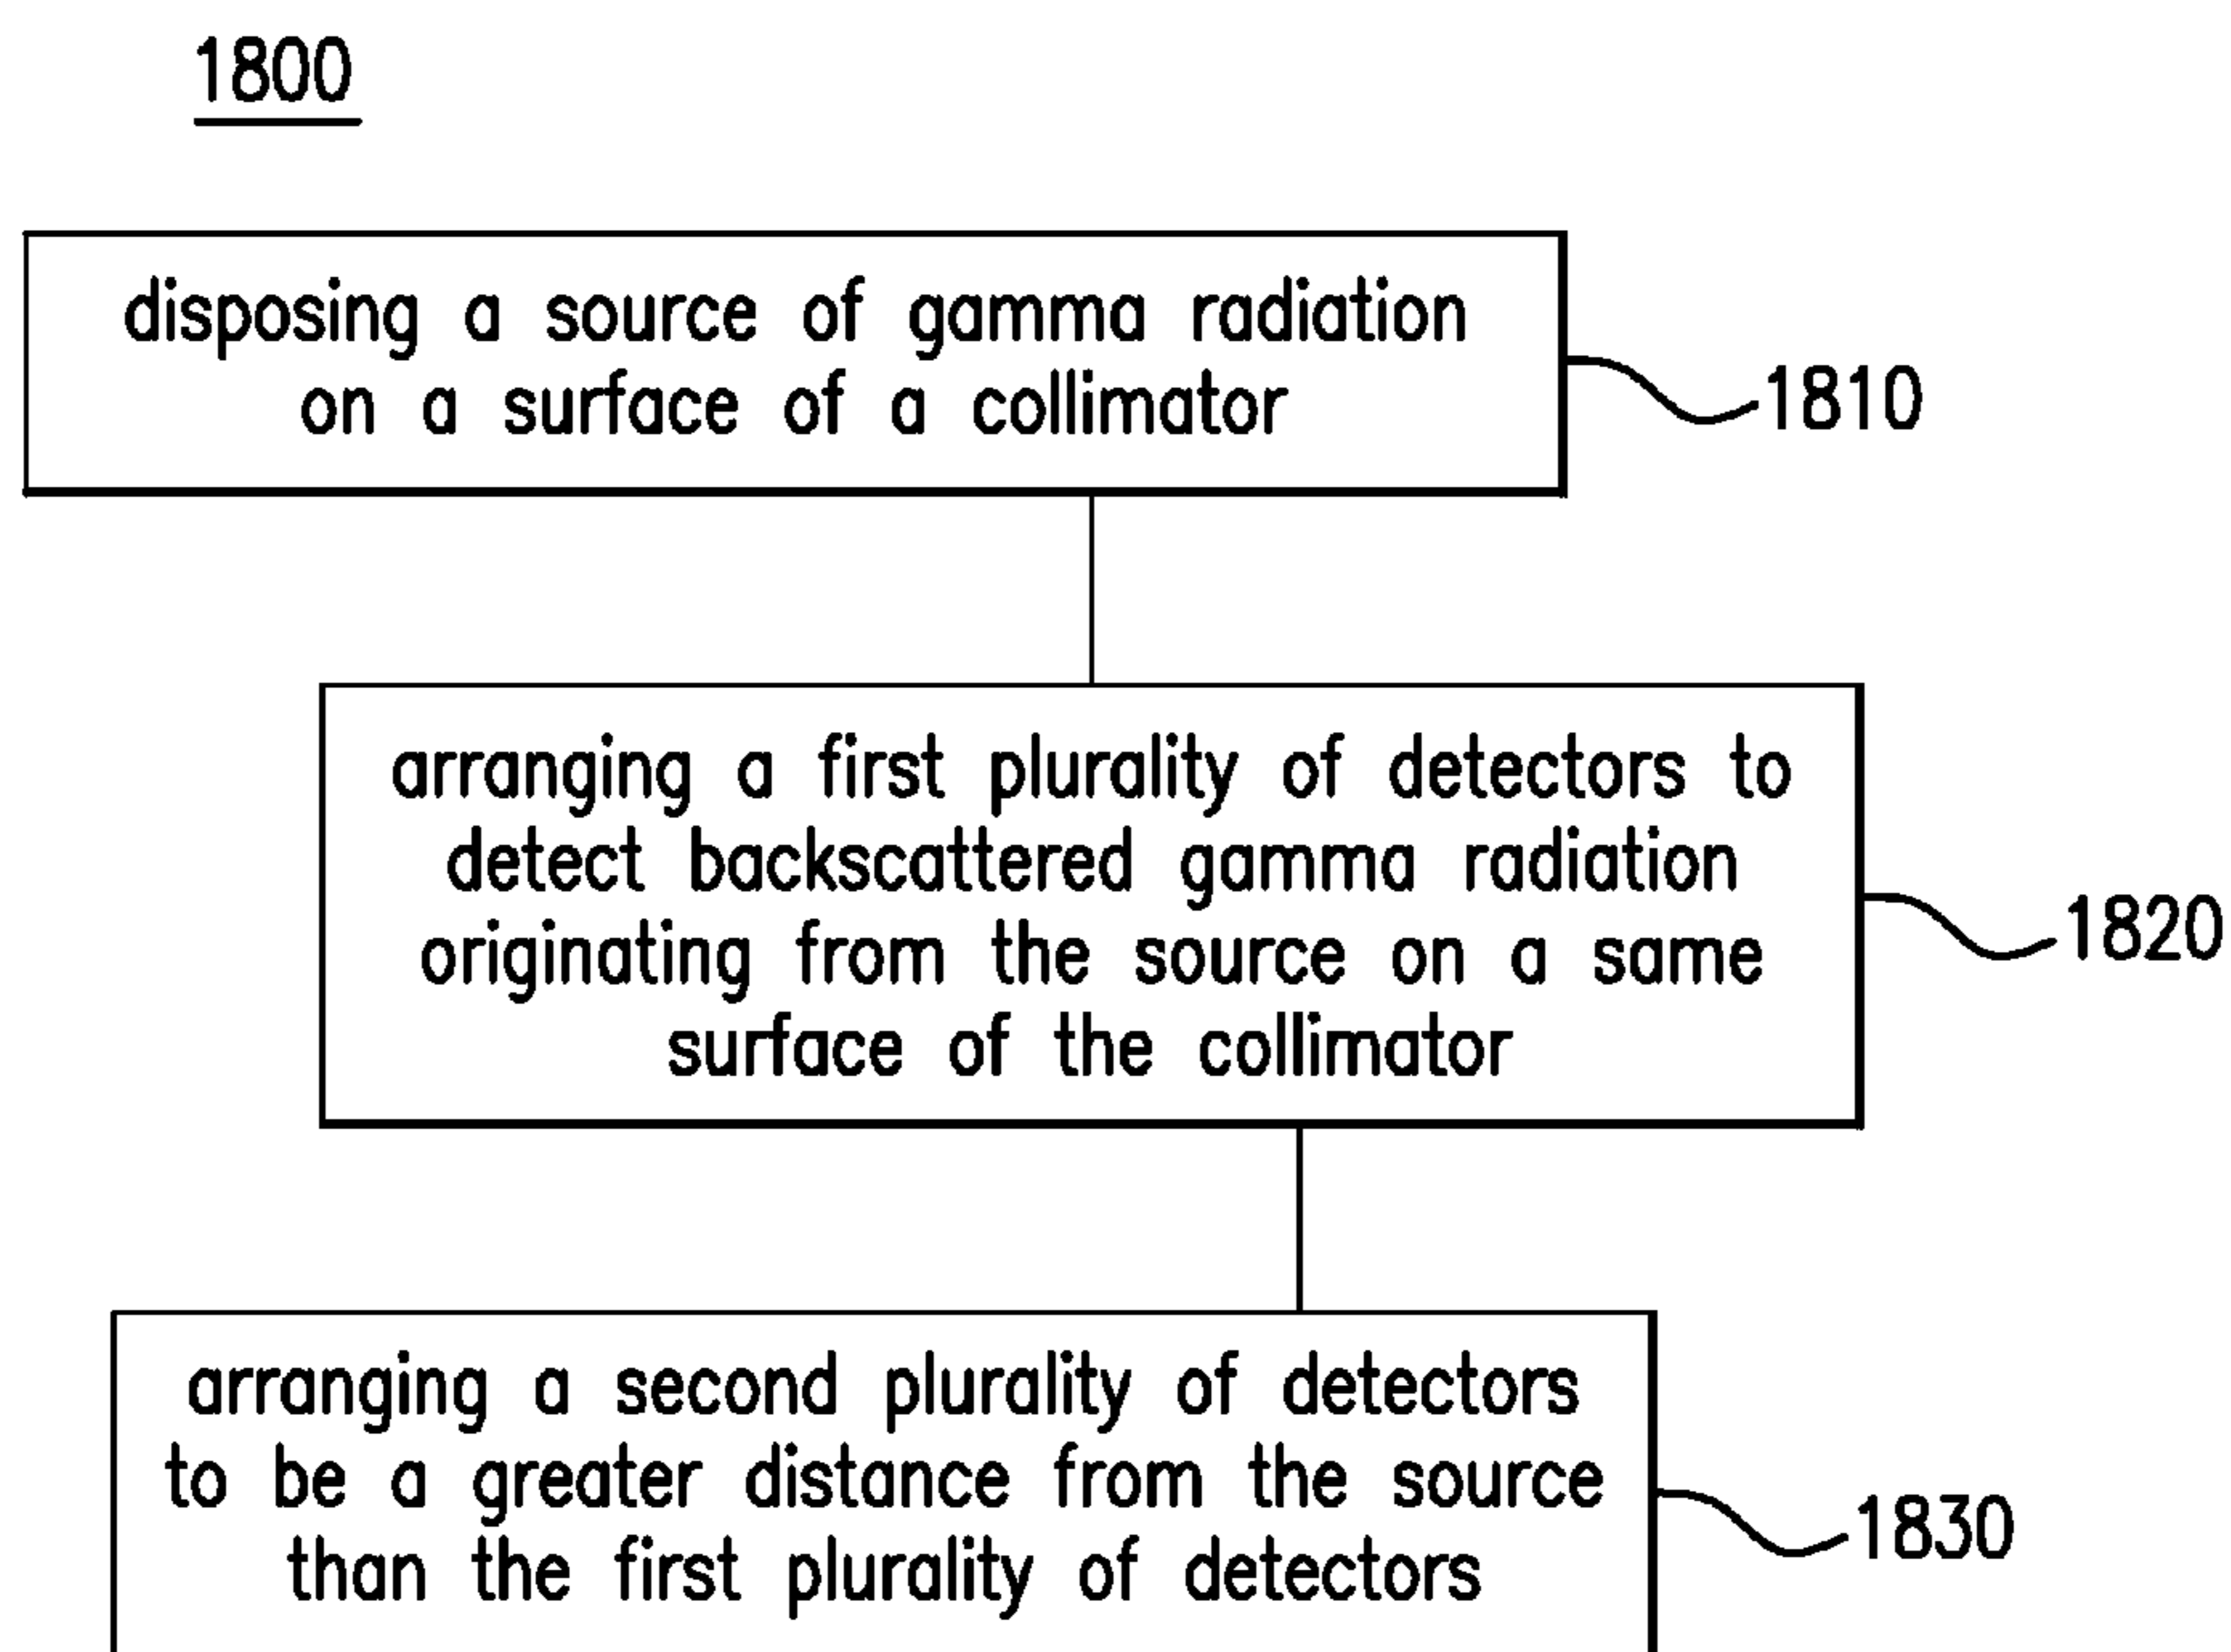 1800
disposing a source of gamma radiation
on a surface of a collimator
1810
arranging a first plurality of detectors to
detect backscattered gamma radiation
originating from the source on a same
surface of the collimator
1820
arranging a second plurality of detectors
to be a greater distance from the source
than the first plurality of detectors
1830